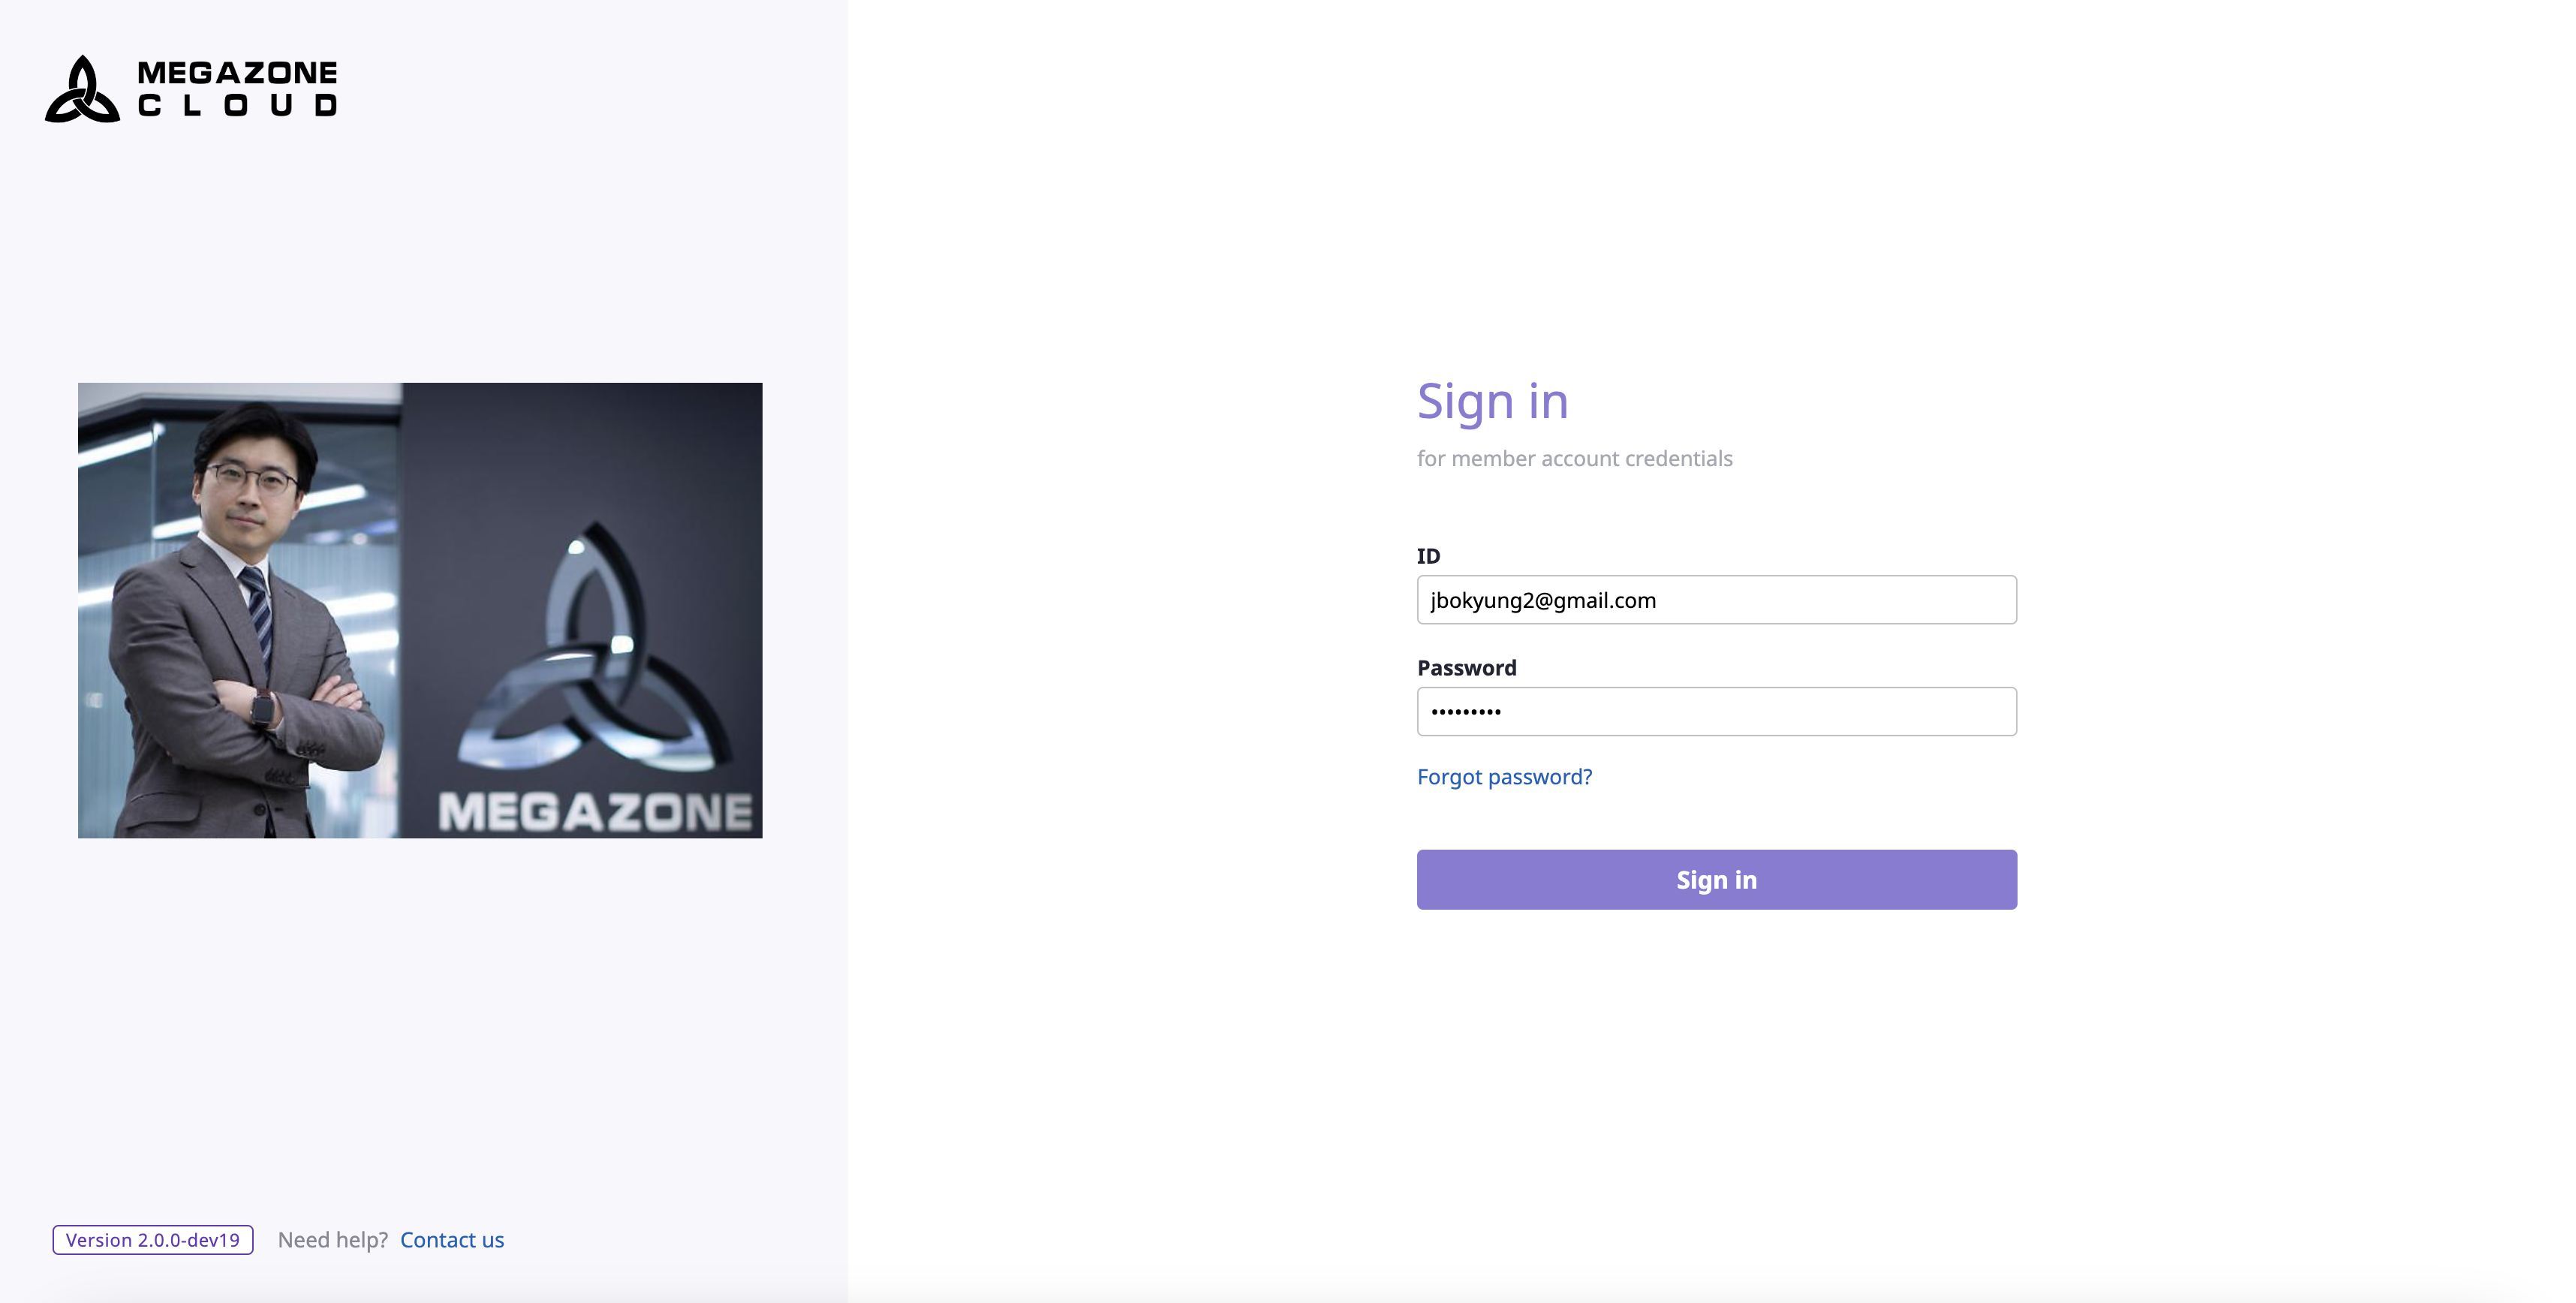 MEGAZONE
CLOUD
MEGAZONE
Version 2.0.0-dev19
Need help? Contact us
Sign in
for member account credentials
ID
jbokyung2@gmail.com
Password
•••••••••
Forgot password?
Sign in